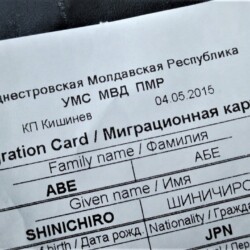 днестровская Молдавская Республика
УМС МВД ПМР
КП Кишинев 04.05.2015
ration Card / Миграционная кар
Family name / Фамилия
ABE АБЕ
Given name / Имя
SHINICHIRO ШИНИЧИРО
of birth / Дата рожд. Nationality / Гражд
JPN